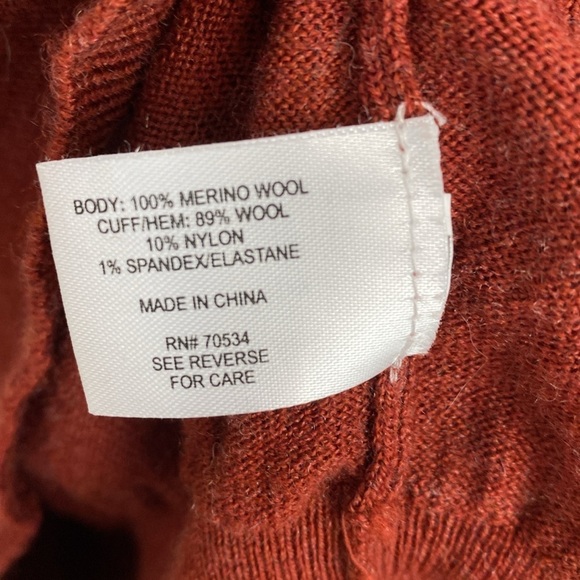 BODY: 100% MERINO WOOL
CUFF/HEM: 89% WOOL
10% NYLON
1% SPANDEX/ELASTANE
MADE IN CHINA
RN# 70534
SEE REVERSE
FOR CARE